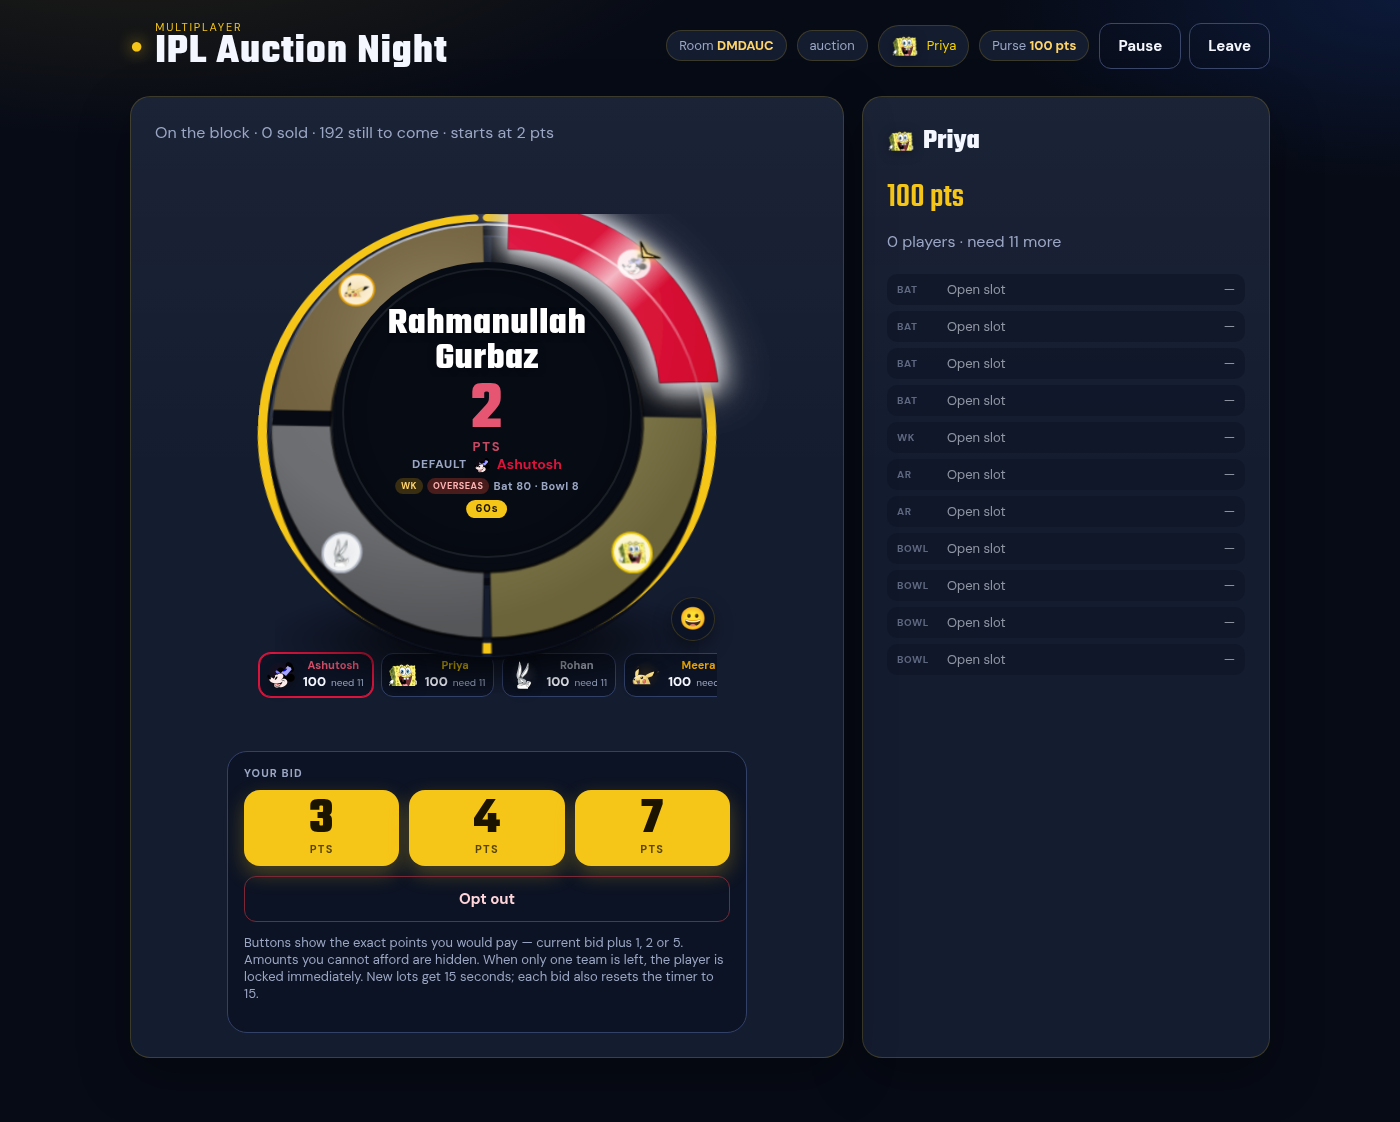 MULTIPLAYER
IPL Auction Night
Room DMDAUC
auction
Priya
Purse 100 pts
Pause
Leave
On the block · 0 sold · 192 still to come · starts at 2 pts
Rahmanullah
Gurbaz
2
PTS
DEFAULT Ashutosh
WK OVERSEAS Bat 80 · Bowl 8
60s
Ashutosh
100 need 11
Priya
100 need 11
Rohan
100 need 11
Meera
100 need
YOUR BID
3
PTS
4
PTS
7
PTS
Opt out
Buttons show the exact points you would pay — current bid plus 1, 2 or 5.
Amounts you cannot afford are hidden. When only one team is left, the player is
locked immediately. New lots get 15 seconds; each bid also resets the timer to
15.
Priya
100 pts
0 players · need 11 more
BAT Open slot —
BAT Open slot —
BAT Open slot —
BAT Open slot —
WK Open slot —
AR Open slot —
AR Open slot —
BOWL Open slot —
BOWL Open slot —
BOWL Open slot —
BOWL Open slot —